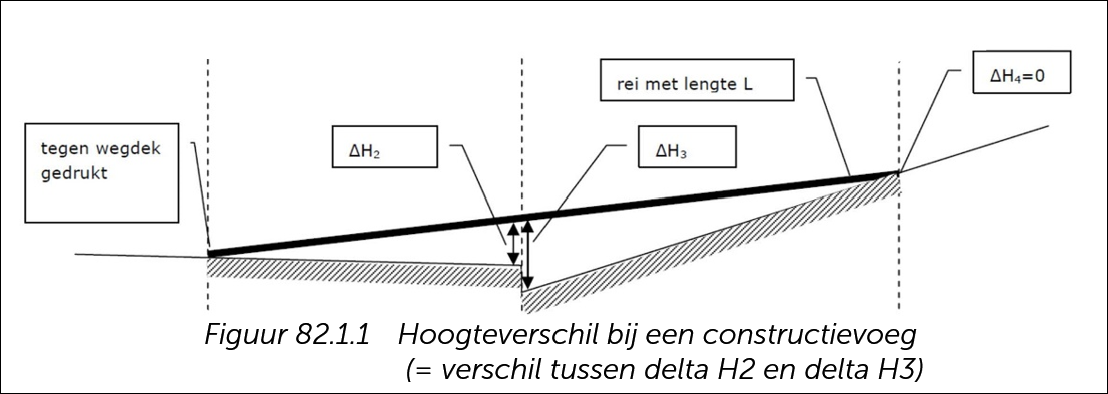 tegen wegdek
gedrukt
ΔH₂
ΔH₃
rei met lengte L
ΔH₄=0
Figuur 82.1.1 Hoogteverschil bij een constructievoeg
(= verschil tussen delta H2 en delta H3)